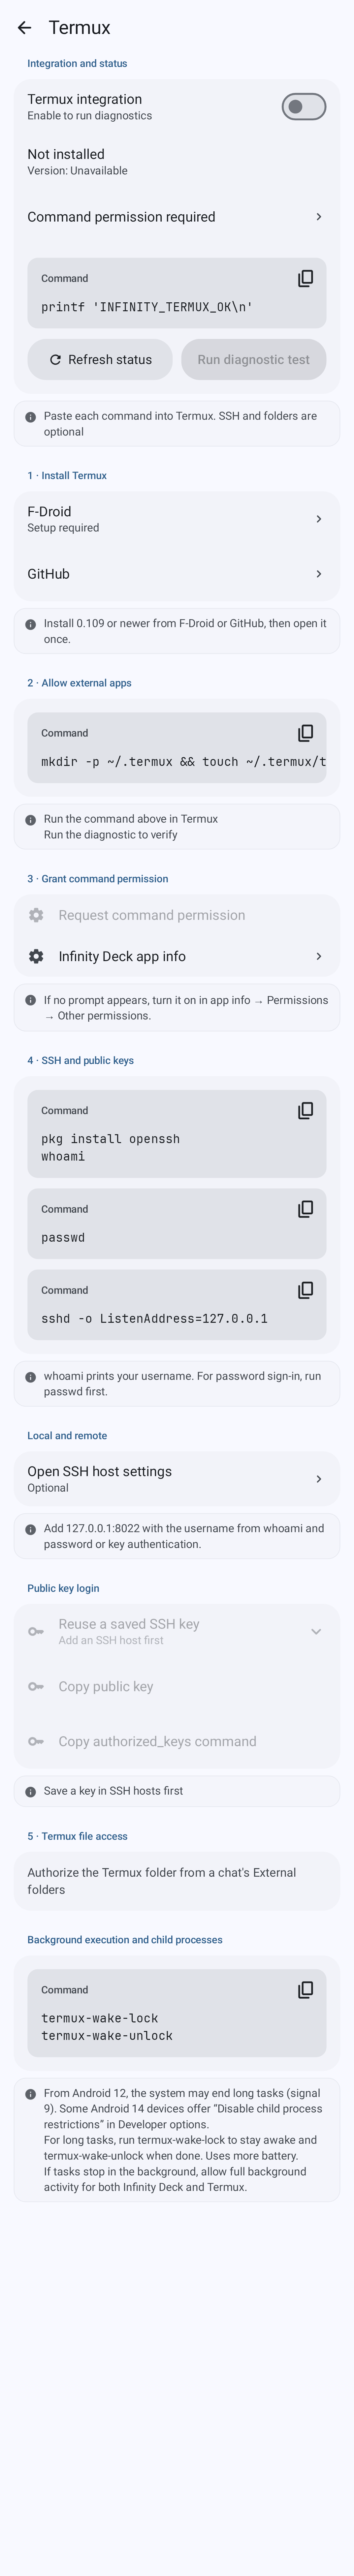 Termux
Integration and status
Termux integration
Enable to run diagnostics
Not installed
Version: Unavailable
Command permission required
Command
printf 'INFINITY_TERMUX_OK\n'
Refresh status
Run diagnostic test
Paste each command into Termux. SSH and folders are
optional
1 · Install Termux
F-Droid
Setup required
GitHub
Install 0.109 or newer from F-Droid or GitHub, then open it
once.
2 · Allow external apps
Command
mkdir -p ~/.termux && touch ~/.termux/t
Run the command above in Termux
Run the diagnostic to verify
3 · Grant command permission
Request command permission
Infinity Deck app info
If no prompt appears, turn it on in app info → Permissions
→ Other permissions.
4 · SSH and public keys
Command
pkg install openssh
whoami
Command
passwd
Command
sshd -o ListenAddress=127.0.0.1
whoami prints your username. For password sign-in, run
passwd first.
Local and remote
Open SSH host settings
Optional
Add 127.0.0.1:8022 with the username from whoami and
password or key authentication.
Public key login
Reuse a saved SSH key
Add an SSH host first
Copy public key
Copy authorized_keys command
Save a key in SSH hosts first
5 · Termux file access
Authorize the Termux folder from a chat's External
folders
Background execution and child processes
Command
termux-wake-lock
termux-wake-unlock
From Android 12, the system may end long tasks (signal
9). Some Android 14 devices offer “Disable child process
restrictions” in Developer options.
For long tasks, run termux-wake-lock to stay awake and
termux-wake-unlock when done. Uses more battery.
If tasks stop in the background, allow full background
activity for both Infinity Deck and Termux.